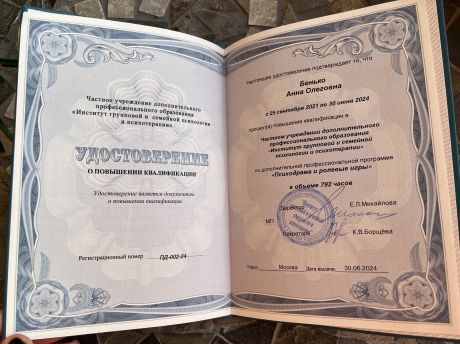 Частное учреждение дополнительного
профессионального образования
«Институт групповой и семейной психологии
и психотерапии»
УДОСТОВЕРЕНИЕ
О ПОВЫШЕНИИ КВАЛИФИКАЦИИ
Удостоверение является документом
о повышении квалификации
Регистрационный номер ПД-002-24
настоящее удостоверение подтверждает то, что
Бенько
Анна Олеговна
с 25 сентября 2021 по 30 июня 2024
прошел(а) повышение квалификации в
Частном учреждении дополнительного
профессионального образования
«Институт групповой и семейной
психологии и психотерапии»
по дополнительной профессиональной программе
«Психодрама и ролевые игры»
в объеме 792 часов
Директор Е.Л.Михайлова
МП
Секретарь К.В.Борщёва
Город Москва Дата выдачи 30.06.2024